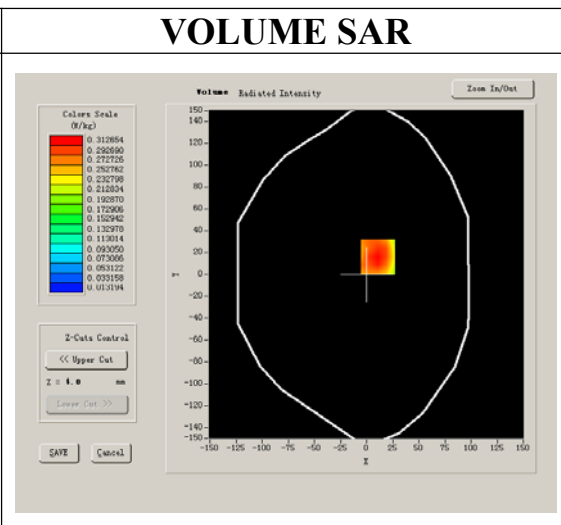 VOLUME SAR
Volume Radiated Intensity
Zoom In/Out
Colors Scale
(W/kg)
0.312654
0.292690
0.272726
0.252762
0.232798
0.212834
0.192870
0.172906
0.152942
0.132978
0.113014
0.093050
0.073086
0.053122
0.033158
0.013194
Z-Cuts Control
<< Upper Cut
Z = 4.0 mm
Lower Cut >>
SAVE
Cancel
150
140
120
100
80
60
40
20
0
-20
-40
-60
-80
-100
-120
-140
-150
Y
-150 -125 -100 -75 -50 -25 0 25 50 75 100 125 150
X